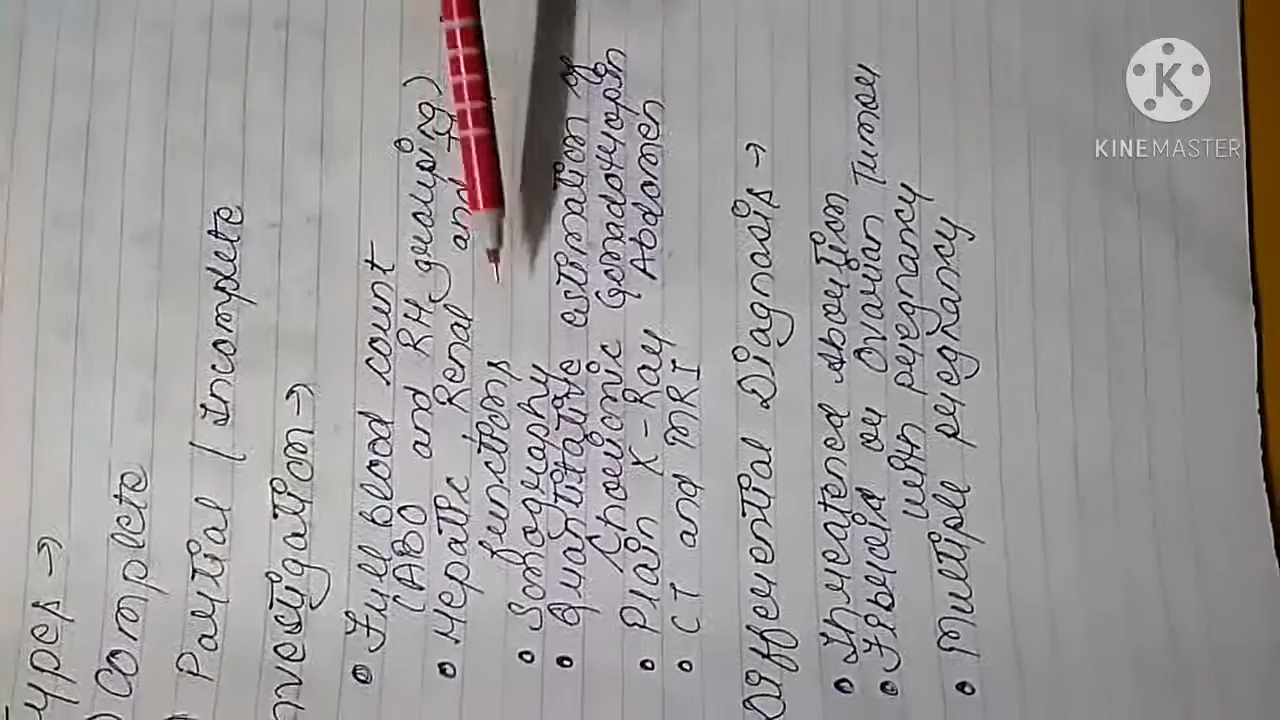 Types →
) Complete
) Partial / Incomplete
Investigation →
• Full Blood count
(ABO and RH grouping)
• Hepatic Renal and
functions
• Sonography
• Quantitative estimation of
Chorionic Gonadotropin
• Plain X-Ray Abdomen
• CT and MRI
Differential Diagnosis →
• Threatened Abortion
• Fibroid or Ovarian Tumor
with pregnancy
• Multiple pregnancy
KINEMASTER